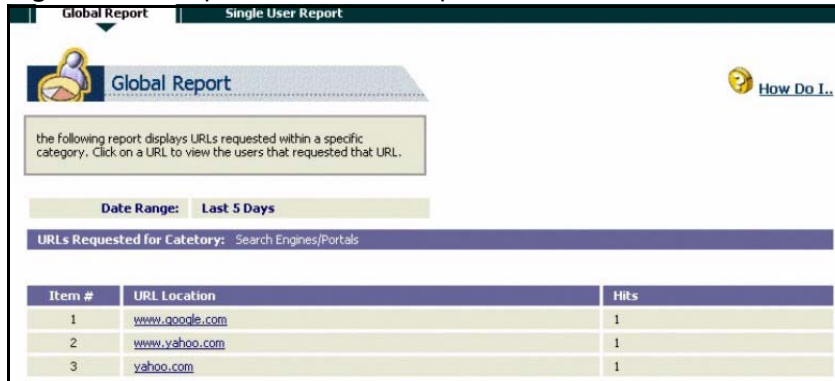 Global Report Single User Report
Global Report
How Do I..
the following report displays URLs requested within a specific
category. Click on a URL to view the users that requested that URL.
Date Range: Last 5 Days
URLs Requested for Catetory: Search Engines/Portals
Item # URL Location Hits
1 www.google.com 1
2 www.yahoo.com 1
3 yahoo.com 1